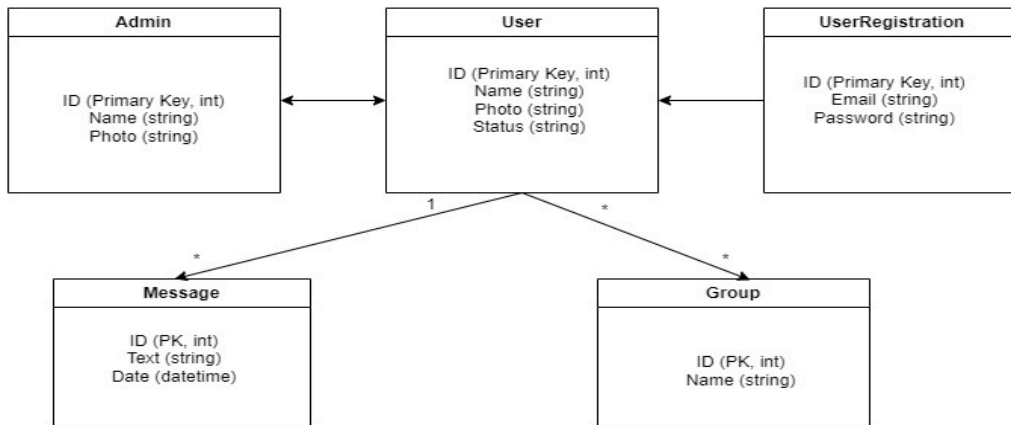 Admin
ID (Primary Key, int)
Name (string)
Photo (string)
User
ID (Primary Key, int)
Name (string)
Photo (string)
Status (string)
UserRegistration
ID (Primary Key, int)
Email (string)
Password (string)
1
*
*
*
Message
ID (PK, int)
Text (string)
Date (datetime)
Group
ID (PK, int)
Name (string)